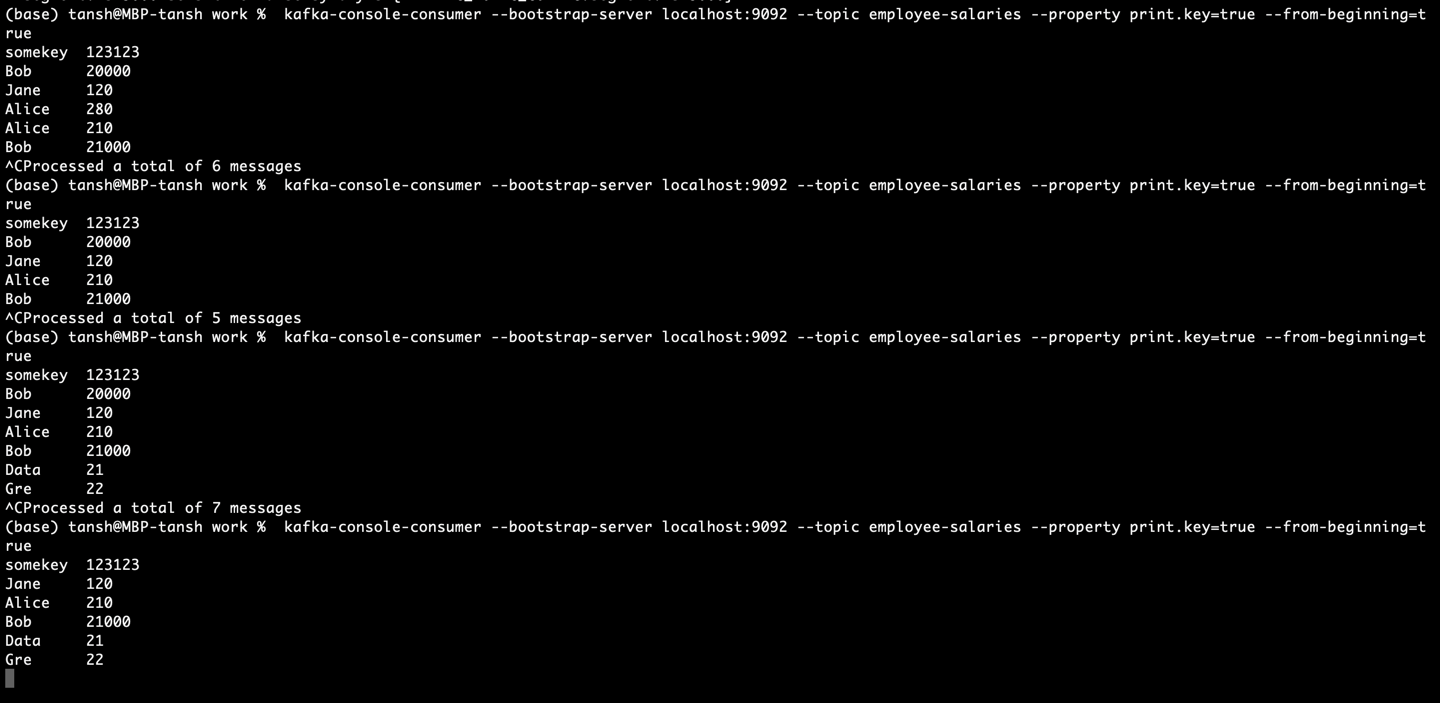 (base) tansh@MBP-tansh work %  kafka-console-consumer --bootstrap-server localhost:9092 --topic employee-salaries --property print.key=true --from-beginning=t
rue
somekey  123123
Bob      20000
Jane     120
Alice    280
Alice    210
Bob      21000
^CProcessed a total of 6 messages
(base) tansh@MBP-tansh work %  kafka-console-consumer --bootstrap-server localhost:9092 --topic employee-salaries --property print.key=true --from-beginning=t
rue
somekey  123123
Bob      20000
Jane     120
Alice    210
Bob      21000
^CProcessed a total of 5 messages
(base) tansh@MBP-tansh work %  kafka-console-consumer --bootstrap-server localhost:9092 --topic employee-salaries --property print.key=true --from-beginning=t
rue
somekey  123123
Bob      20000
Jane     120
Alice    210
Bob      21000
Data     21
Gre      22
^CProcessed a total of 7 messages
(base) tansh@MBP-tansh work %  kafka-console-consumer --bootstrap-server localhost:9092 --topic employee-salaries --property print.key=true --from-beginning=t
rue
somekey  123123
Jane     120
Alice    210
Bob      21000
Data     21
Gre      22